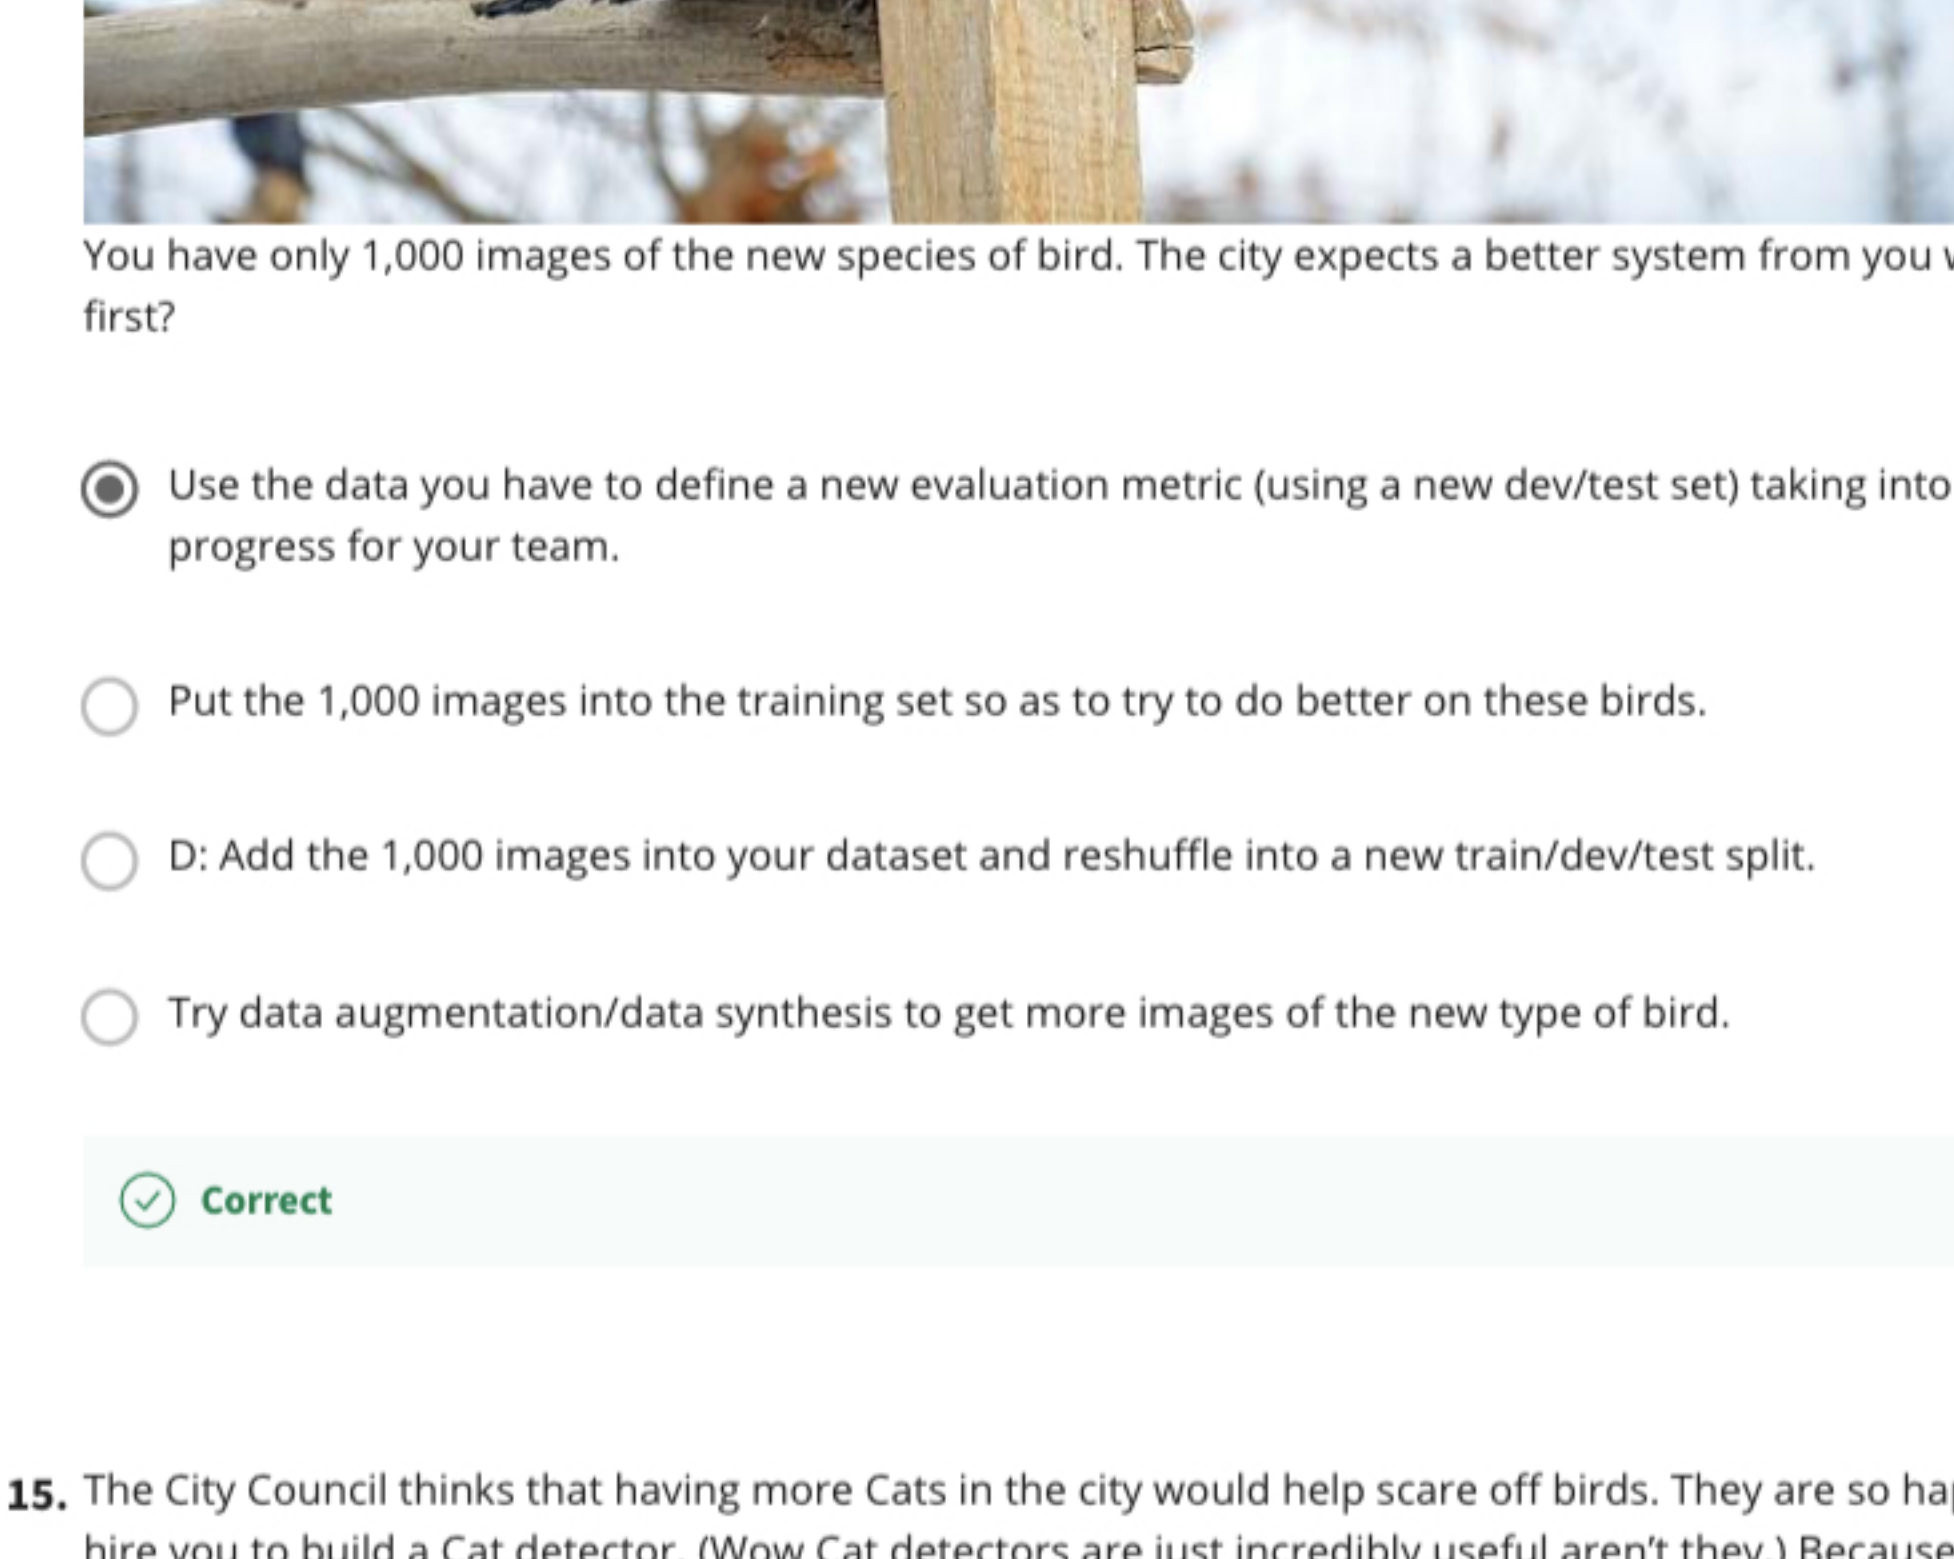 You have only 1,000 images of the new species of bird. The city expects a better system from you
first?
Use the data you have to define a new evaluation metric (using a new dev/test set) taking into
progress for your team.
Put the 1,000 images into the training set so as to try to do better on these birds.
D: Add the 1,000 images into your dataset and reshuffle into a new train/dev/test split.
Try data augmentation/data synthesis to get more images of the new type of bird.
Correct
15. The City Council thinks that having more Cats in the city would help scare off birds. They are so
hire you to build a Cat detector. (Wow Cat detectors are just incredibly useful aren't they.) Because